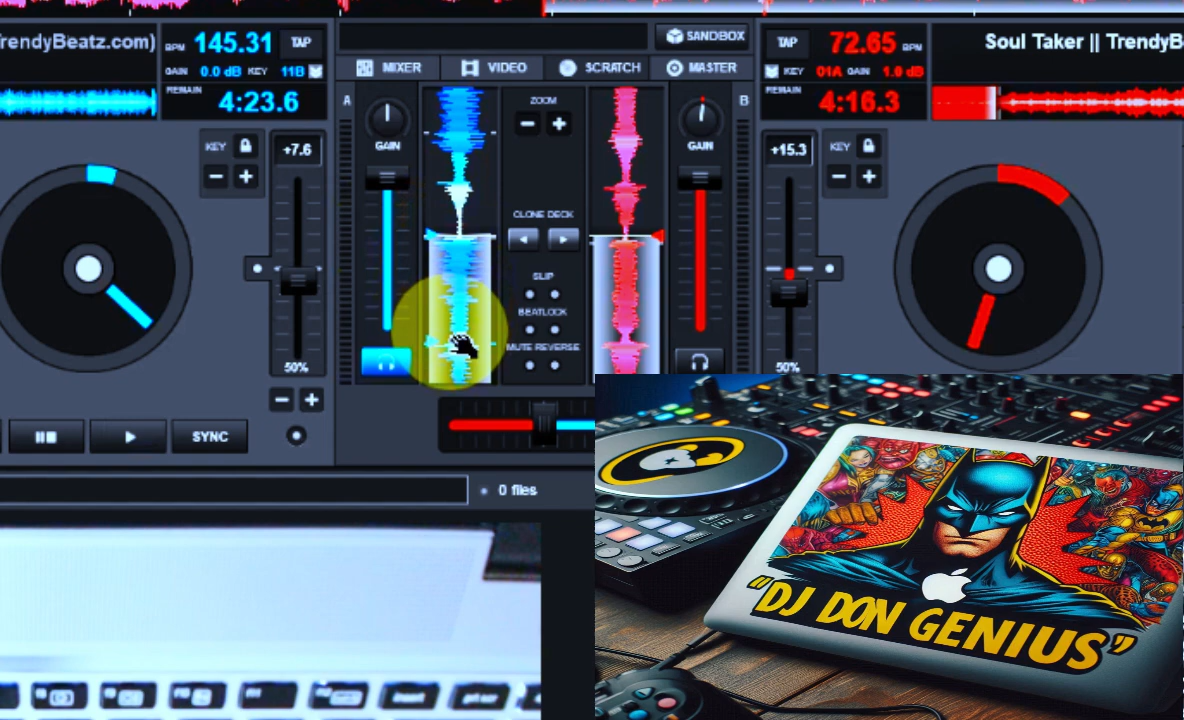 rendyBeatz.com)
BPM 145.31 TAP
GAIN 0.0 dB KEY 11B
REMAIN
4:23.6
SANDBOX
MIXER VIDEO SCRATCH MASTER
TAP 72.65 BPM
KEY 01A GAIN 1.0 dB
REMAIN
4:16.3
Soul Taker || TrendyB
A
GAIN
ZOOM
- +
GAIN
B
KEY
- +
+7.6
50%
- +
CLONE DECK
SLIP
BEATLOCK
MUTE REVERSE
+15.3
KEY
- +
50%
SYNC
0 files
insert
"DJ DON GENIUS"